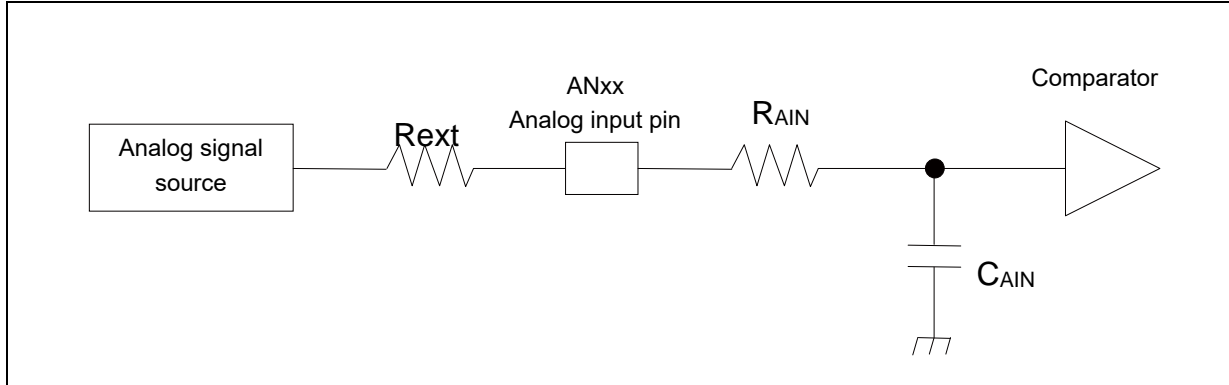 Comparator
ANxx
Analog input pin
RAIN
Rext
Analog signal
source
CAIN